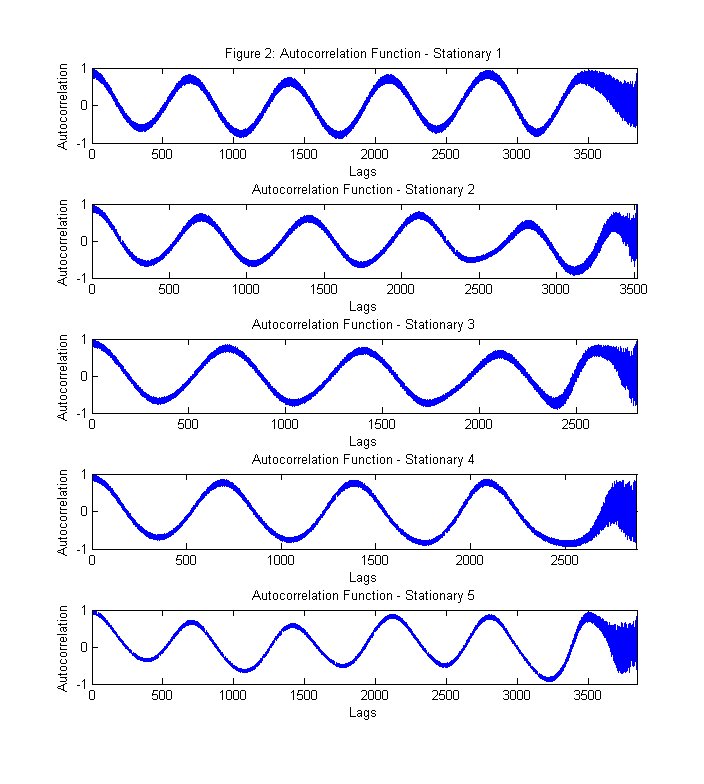 Figure 2: Autocorrelation Function - Stationary 1
Autocorrelation
1
0
-1
0 500 1000 1500 2000 2500 3000 3500
Lags
Autocorrelation Function - Stationary 2
Autocorrelation
1
0
-1
0 500 1000 1500 2000 2500 3000 3500
Lags
Autocorrelation Function - Stationary 3
Autocorrelation
1
0
-1
0 500 1000 1500 2000 2500
Lags
Autocorrelation Function - Stationary 4
Autocorrelation
1
0
-1
0 500 1000 1500 2000 2500
Lags
Autocorrelation Function - Stationary 5
Autocorrelation
1
0
-1
0 500 1000 1500 2000 2500 3000 3500
Lags